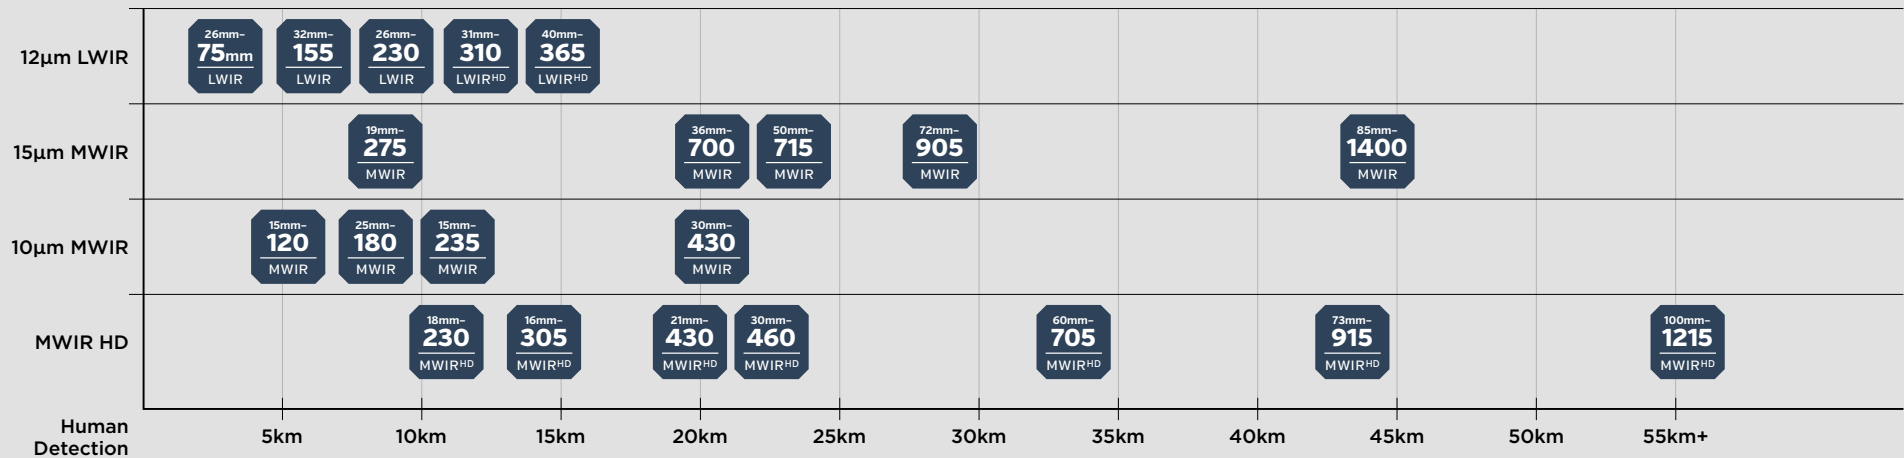 12µm LWIR
26mm–
75mm
LWIR
32mm–
155
LWIR
26mm–
230
LWIR
31mm–
310
LWIRHD
40mm–
365
LWIRHD
15µm MWIR
19mm–
275
MWIR
36mm–
700
MWIR
50mm–
715
MWIR
72mm–
905
MWIR
85mm–
1400
MWIR
10µm MWIR
15mm–
120
MWIR
25mm–
180
MWIR
15mm–
235
MWIR
30mm–
430
MWIR
MWIR HD
18mm–
230
MWIRHD
16mm–
305
MWIRHD
21mm–
430
MWIRHD
30mm–
460
MWIRHD
60mm–
705
MWIRHD
73mm–
915
MWIRHD
100mm–
1215
MWIRHD
Human
Detection
5km 10km 15km 20km 25km 30km 35km 40km 45km 50km 55km+